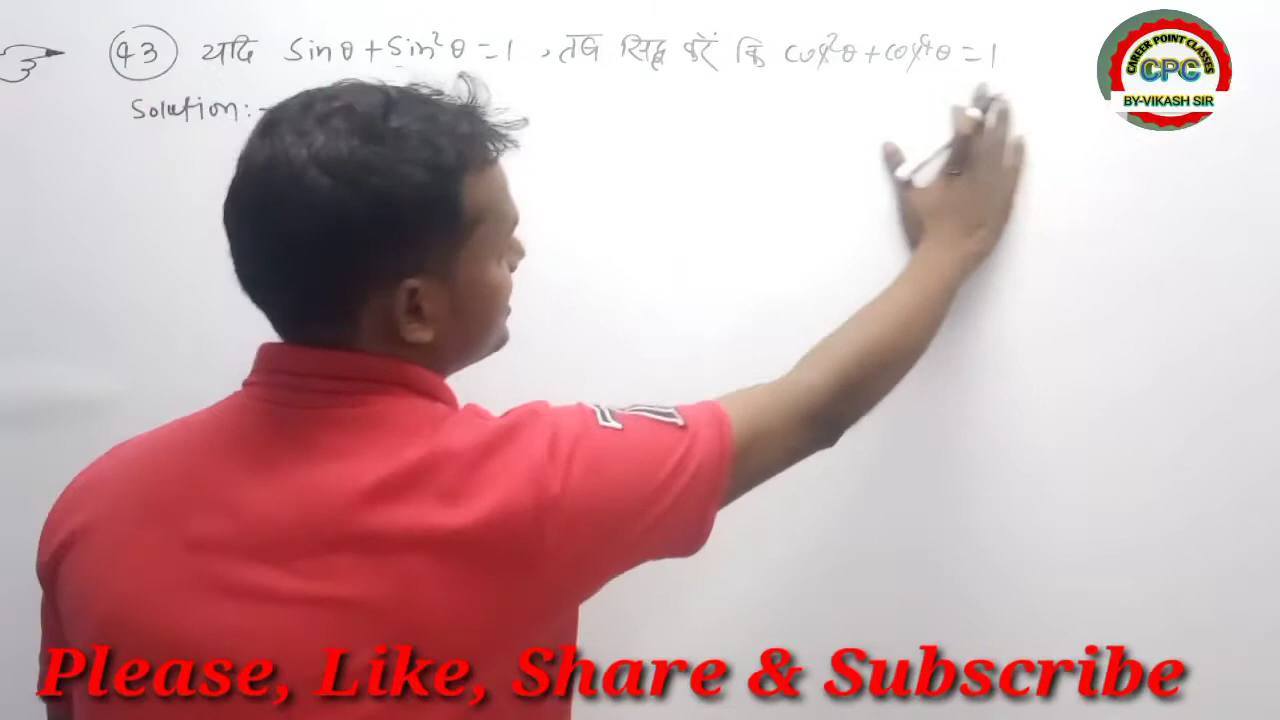 43 यदि Sinθ + Sin²θ = 1 , तब सिद्ध करें कि cos²θ + cos⁴θ = 1
Solution:-
CAREER POINT CLASSES
CPC
BY-VIKASH SIR
Please, Like, Share & Subscribe